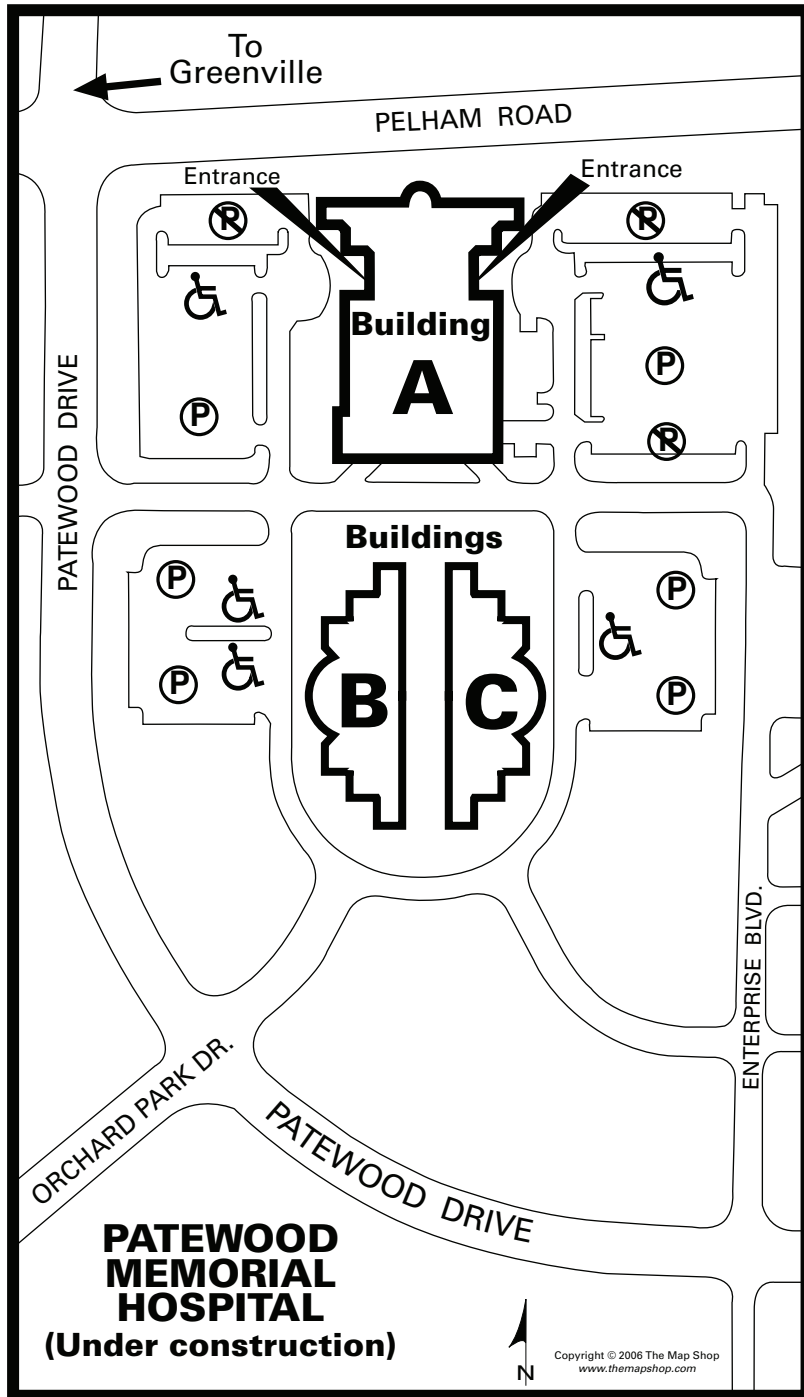 To
Greenville
PELHAM ROAD
Entrance
Entrance
P
P
Building
A
P
P
P
PATEWOOD DRIVE
Buildings
P
P
B
C
P
P
ENTERPRISE BLVD.
ORCHARD PARK DR.
PATEWOOD DRIVE
PATEWOOD
MEMORIAL
HOSPITAL
(Under construction)
N
Copyright © 2006 The Map Shop
www.themapshop.com